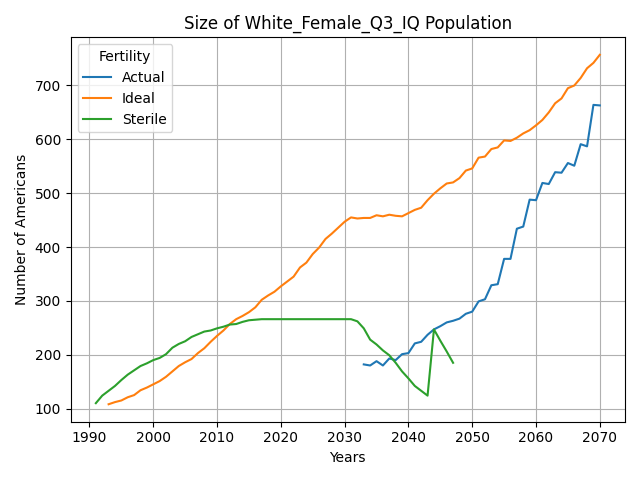 Size of White_Female_Q3_IQ Population
Fertility
Actual
Ideal
Sterile
Number of Americans
700
600
500
400
300
200
100
1990 2000 2010 2020 2030 2040 2050 2060 2070
Years